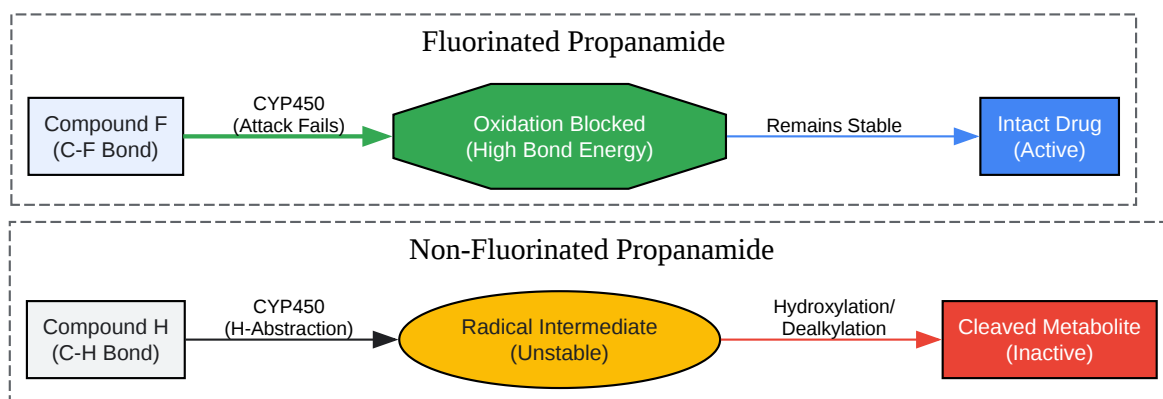 Fluorinated Propanamide
Compound F
(C-F Bond)
CYP450
(Attack Fails)
Oxidation Blocked
(High Bond Energy)
Remains Stable
Intact Drug
(Active)
Non-Fluorinated Propanamide
Compound H
(C-H Bond)
CYP450
(H-Abstraction)
Radical Intermediate
(Unstable)
Hydroxylation/
Dealkylation
Cleaved Metabolite
(Inactive)